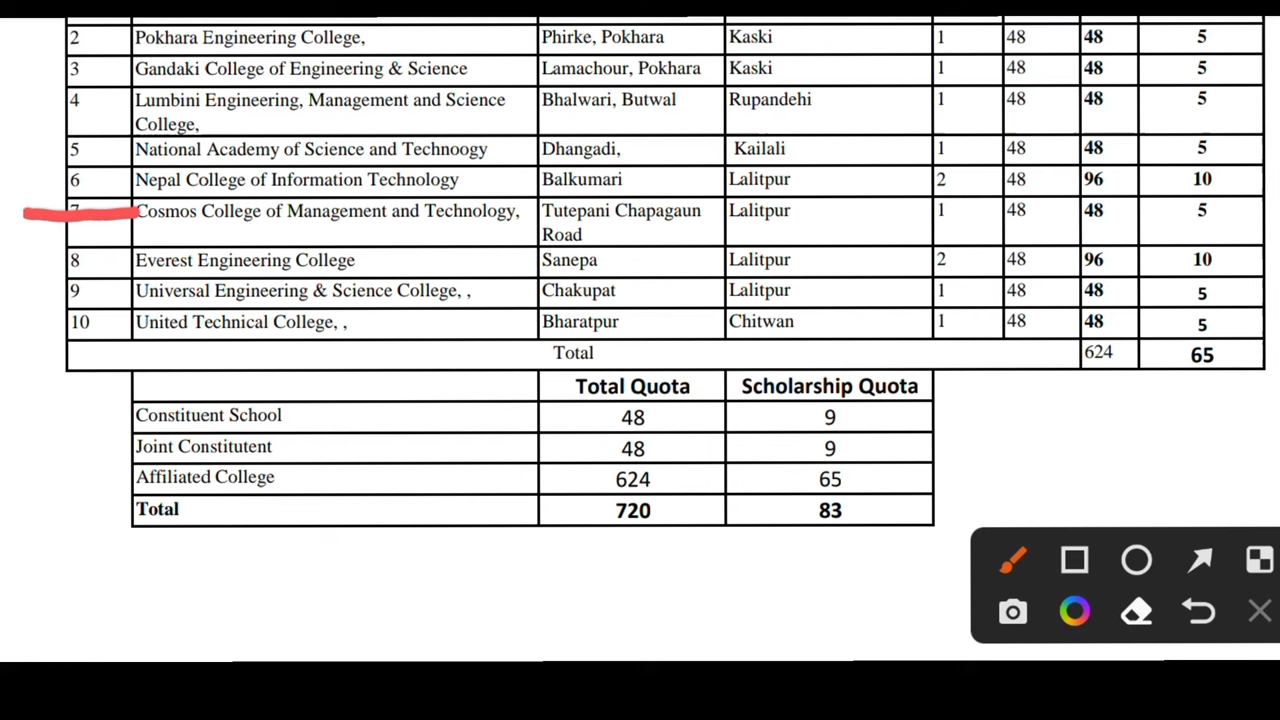 2 Pokhara Engineering College, Phirke, Pokhara Kaski 1 48 48 5
3 Gandaki College of Engineering & Science Lamachour, Pokhara Kaski 1 48 48 5
4 Lumbini Engineering, Management and Science Bhalwari, Butwal Rupandehi 1 48 48 5
College,
5 National Academy of Science and Technoogy Dhangadi, Kailali 1 48 48 5
6 Nepal College of Information Technology Balkumari Lalitpur 2 48 96 10
7 Cosmos College of Management and Technology, Tutepani Chapagaun Lalitpur 1 48 48 5
Road
8 Everest Engineering College Sanepa Lalitpur 2 48 96 10
9 Universal Engineering & Science College, , Chakupat Lalitpur 1 48 48 5
10 United Technical College, , Bharatpur Chitwan 1 48 48 5
Total 624 65
Total Quota Scholarship Quota
Constituent School 48 9
Joint Constitutent 48 9
Affiliated College 624 65
Total 720 83